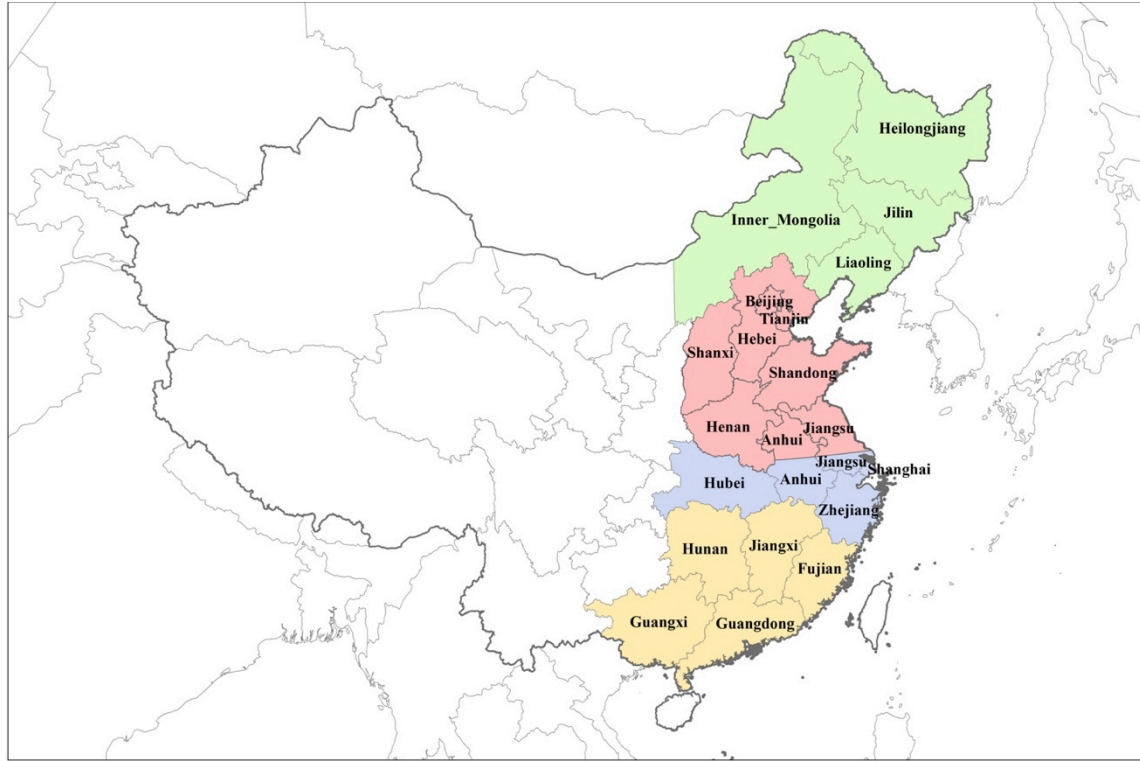 Heilongjiang
Inner_Mongolia
Jilin
Liaoling
Beijing
Tianjin
Hebei
Shanxi
Shandong
Henan
Jiangsu
Anhui
Jiangsu
Shanghai
Hubei
Anhui
Zhejiang
Hunan
Jiangxi
Fujian
Guangxi
Guangdong